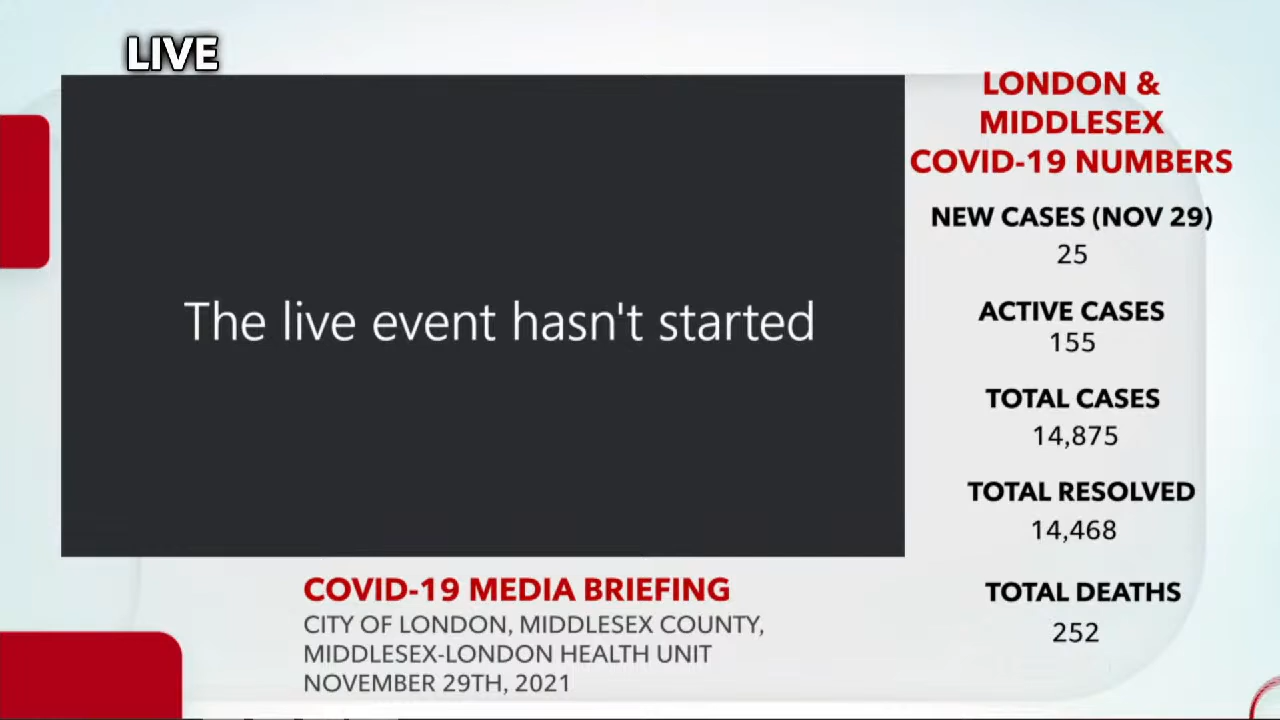 LIVE
The live event hasn't started
LONDON &
MIDDLESEX
COVID-19 NUMBERS
NEW CASES (NOV 29)
25
ACTIVE CASES
155
TOTAL CASES
14,875
TOTAL RESOLVED
14,468
TOTAL DEATHS
252
COVID-19 MEDIA BRIEFING
CITY OF LONDON, MIDDLESEX COUNTY,
MIDDLESEX-LONDON HEALTH UNIT
NOVEMBER 29TH, 2021